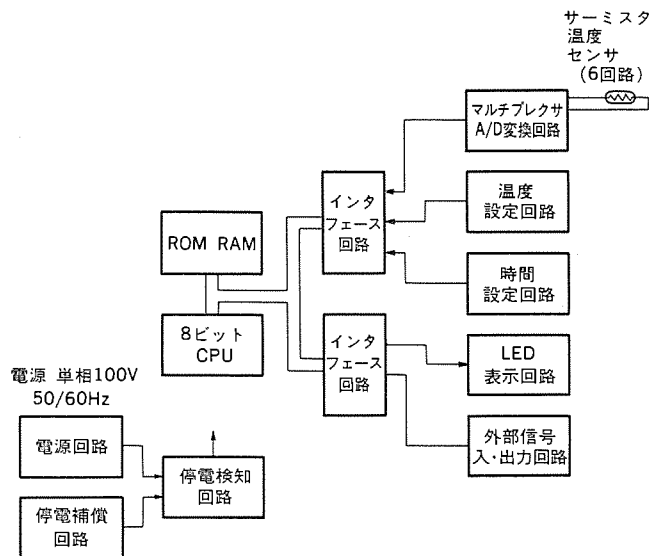 サーミスタ
温度
センサ
(6回路)
マルチプレクサ
A/D変換回路
インタ
フェース
回路
温度
設定回路
ROM RAM
時間
設定回路
8ビット
CPU
インタ
フェース
回路
LED
表示回路
電源 単相100V
50/60Hz
電源回路
外部信号
入・出力回路
停電検知
回路
停電補償
回路